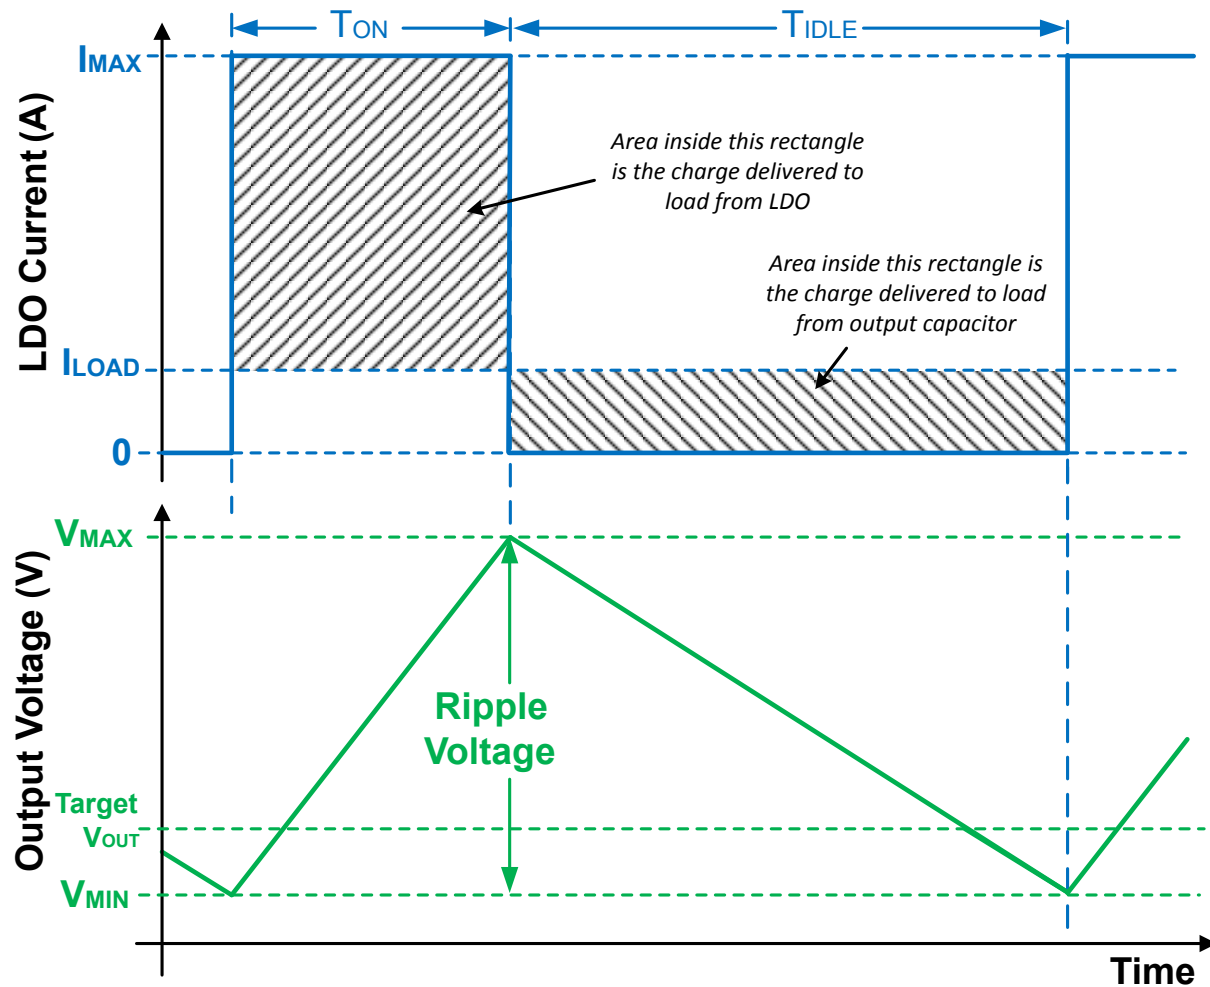 TON
TIDLE
IMAX
Area inside this rectangle
is the charge delivered to
load from LDO
Area inside this rectangle is
the charge delivered to load
from output capacitor
LDO Current (A)
ILOAD
0
VMAX
Ripple
Voltage
Output Voltage (V)
Target
VOUT
VMIN
Time